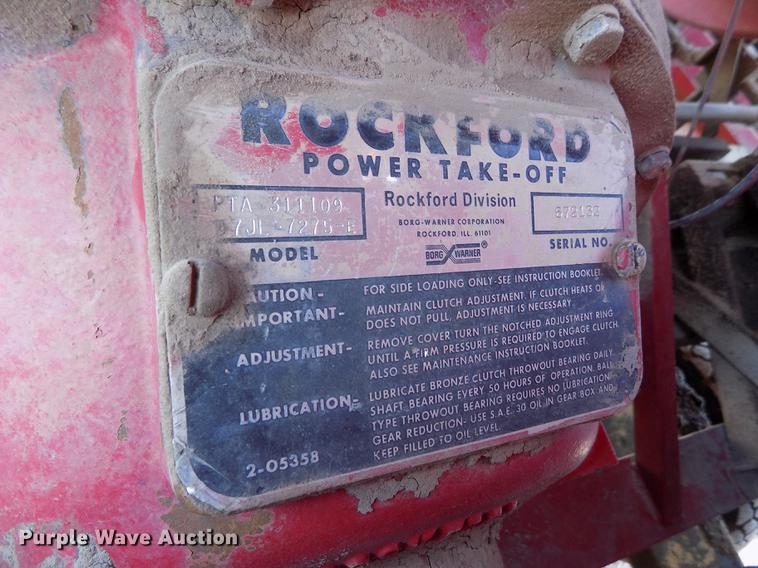 ROCKFORD
POWER TAKE-OFF
PTA 311109
7JL-7275-E
MODEL
Rockford Division
BORG-WARNER CORPORATION
ROCKFORD, ILL. 61101
BORG WARNER ®
SERIAL NO.
CAUTION - FOR SIDE LOADING ONLY-SEE INSTRUCTION BOOKLET
IMPORTANT- MAINTAIN CLUTCH ADJUSTMENT. IF CLUTCH HEATS OR
DOES NOT PULL, ADJUSTMENT IS NECESSARY.
ADJUSTMENT- REMOVE COVER TURN THE NOTCHED ADJUSTMENT RING
UNTIL A FIRM PRESSURE IS REQUIRED TO ENGAGE CLUTCH
ALSO SEE MAINTENANCE INSTRUCTION BOOKLET.
LUBRICATION- LUBRICATE BRONZE CLUTCH THROWOUT BEARING DAILY
SHAFT BEARING EVERY 50 HOURS OF OPERATION. BALL
TYPE THROWOUT BEARING REQUIRES NO LUBRICATION.
GEAR REDUCTION- USE S.A.E. 30 OIL IN GEAR BOX AND
KEEP FILLED TO OIL LEVEL.
2-05358
Purple Wave Auction